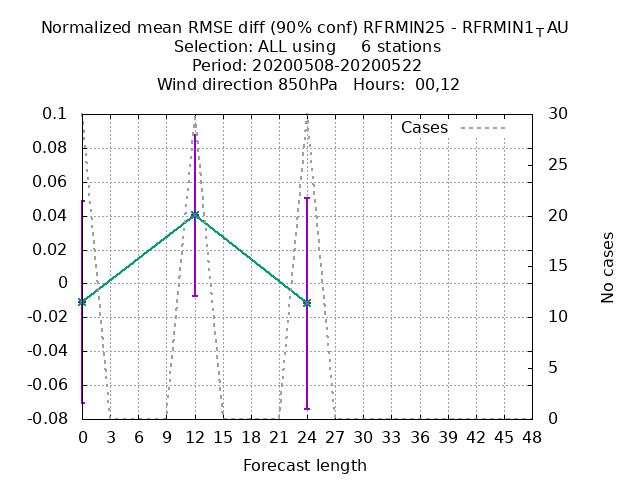 Normalized mean RMSE diff (90% conf) RFRMIN25 - RFRMIN1TAU
Selection: ALL using     6 stations
Period: 20200508-20200522
Wind direction 850hPa   Hours:  00,12
Cases
0.1
0.08
0.06
0.04
0.02
0
-0.02
-0.04
-0.06
-0.08
30
25
20
15
10
5
0
No cases
0 3 6 9 12 15 18 21 24 27 30 33 36 39 42 45 48
Forecast length